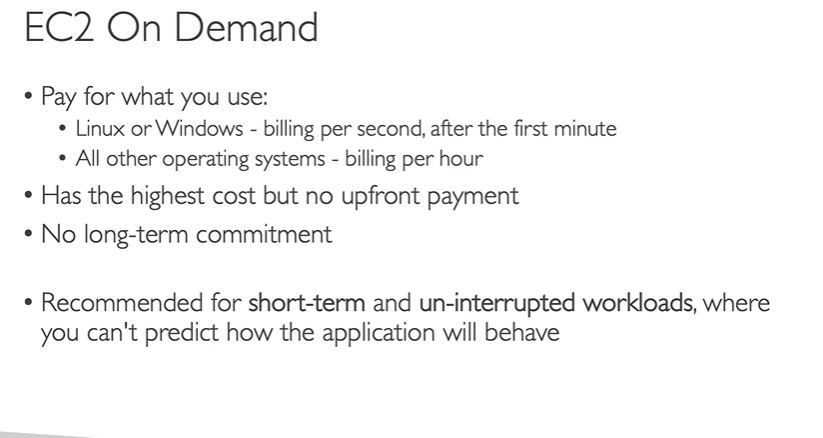 EC2 On Demand
• Pay for what you use:
• Linux or Windows - billing per second, after the first minute
• All other operating systems - billing per hour
• Has the highest cost but no upfront payment
• No long-term commitment
• Recommended for short-term and un-interrupted workloads, where
you can't predict how the application will behave